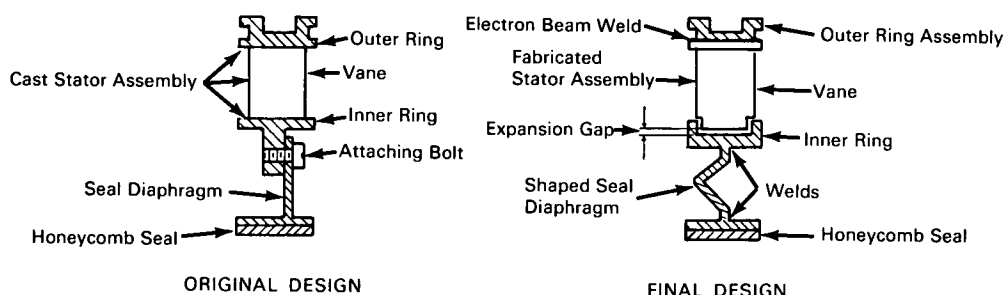 Outer Ring
Cast Stator Assembly
Vane
Inner Ring
Attaching Bolt
Seal Diaphragm
Honeycomb Seal
ORIGINAL DESIGN
Electron Beam Weld
Outer Ring Assembly
Fabricated
Stator Assembly
Vane
Expansion Gap
Inner Ring
Shaped Seal
Diaphragm
Welds
Honeycomb Seal
FINAL DESIGN